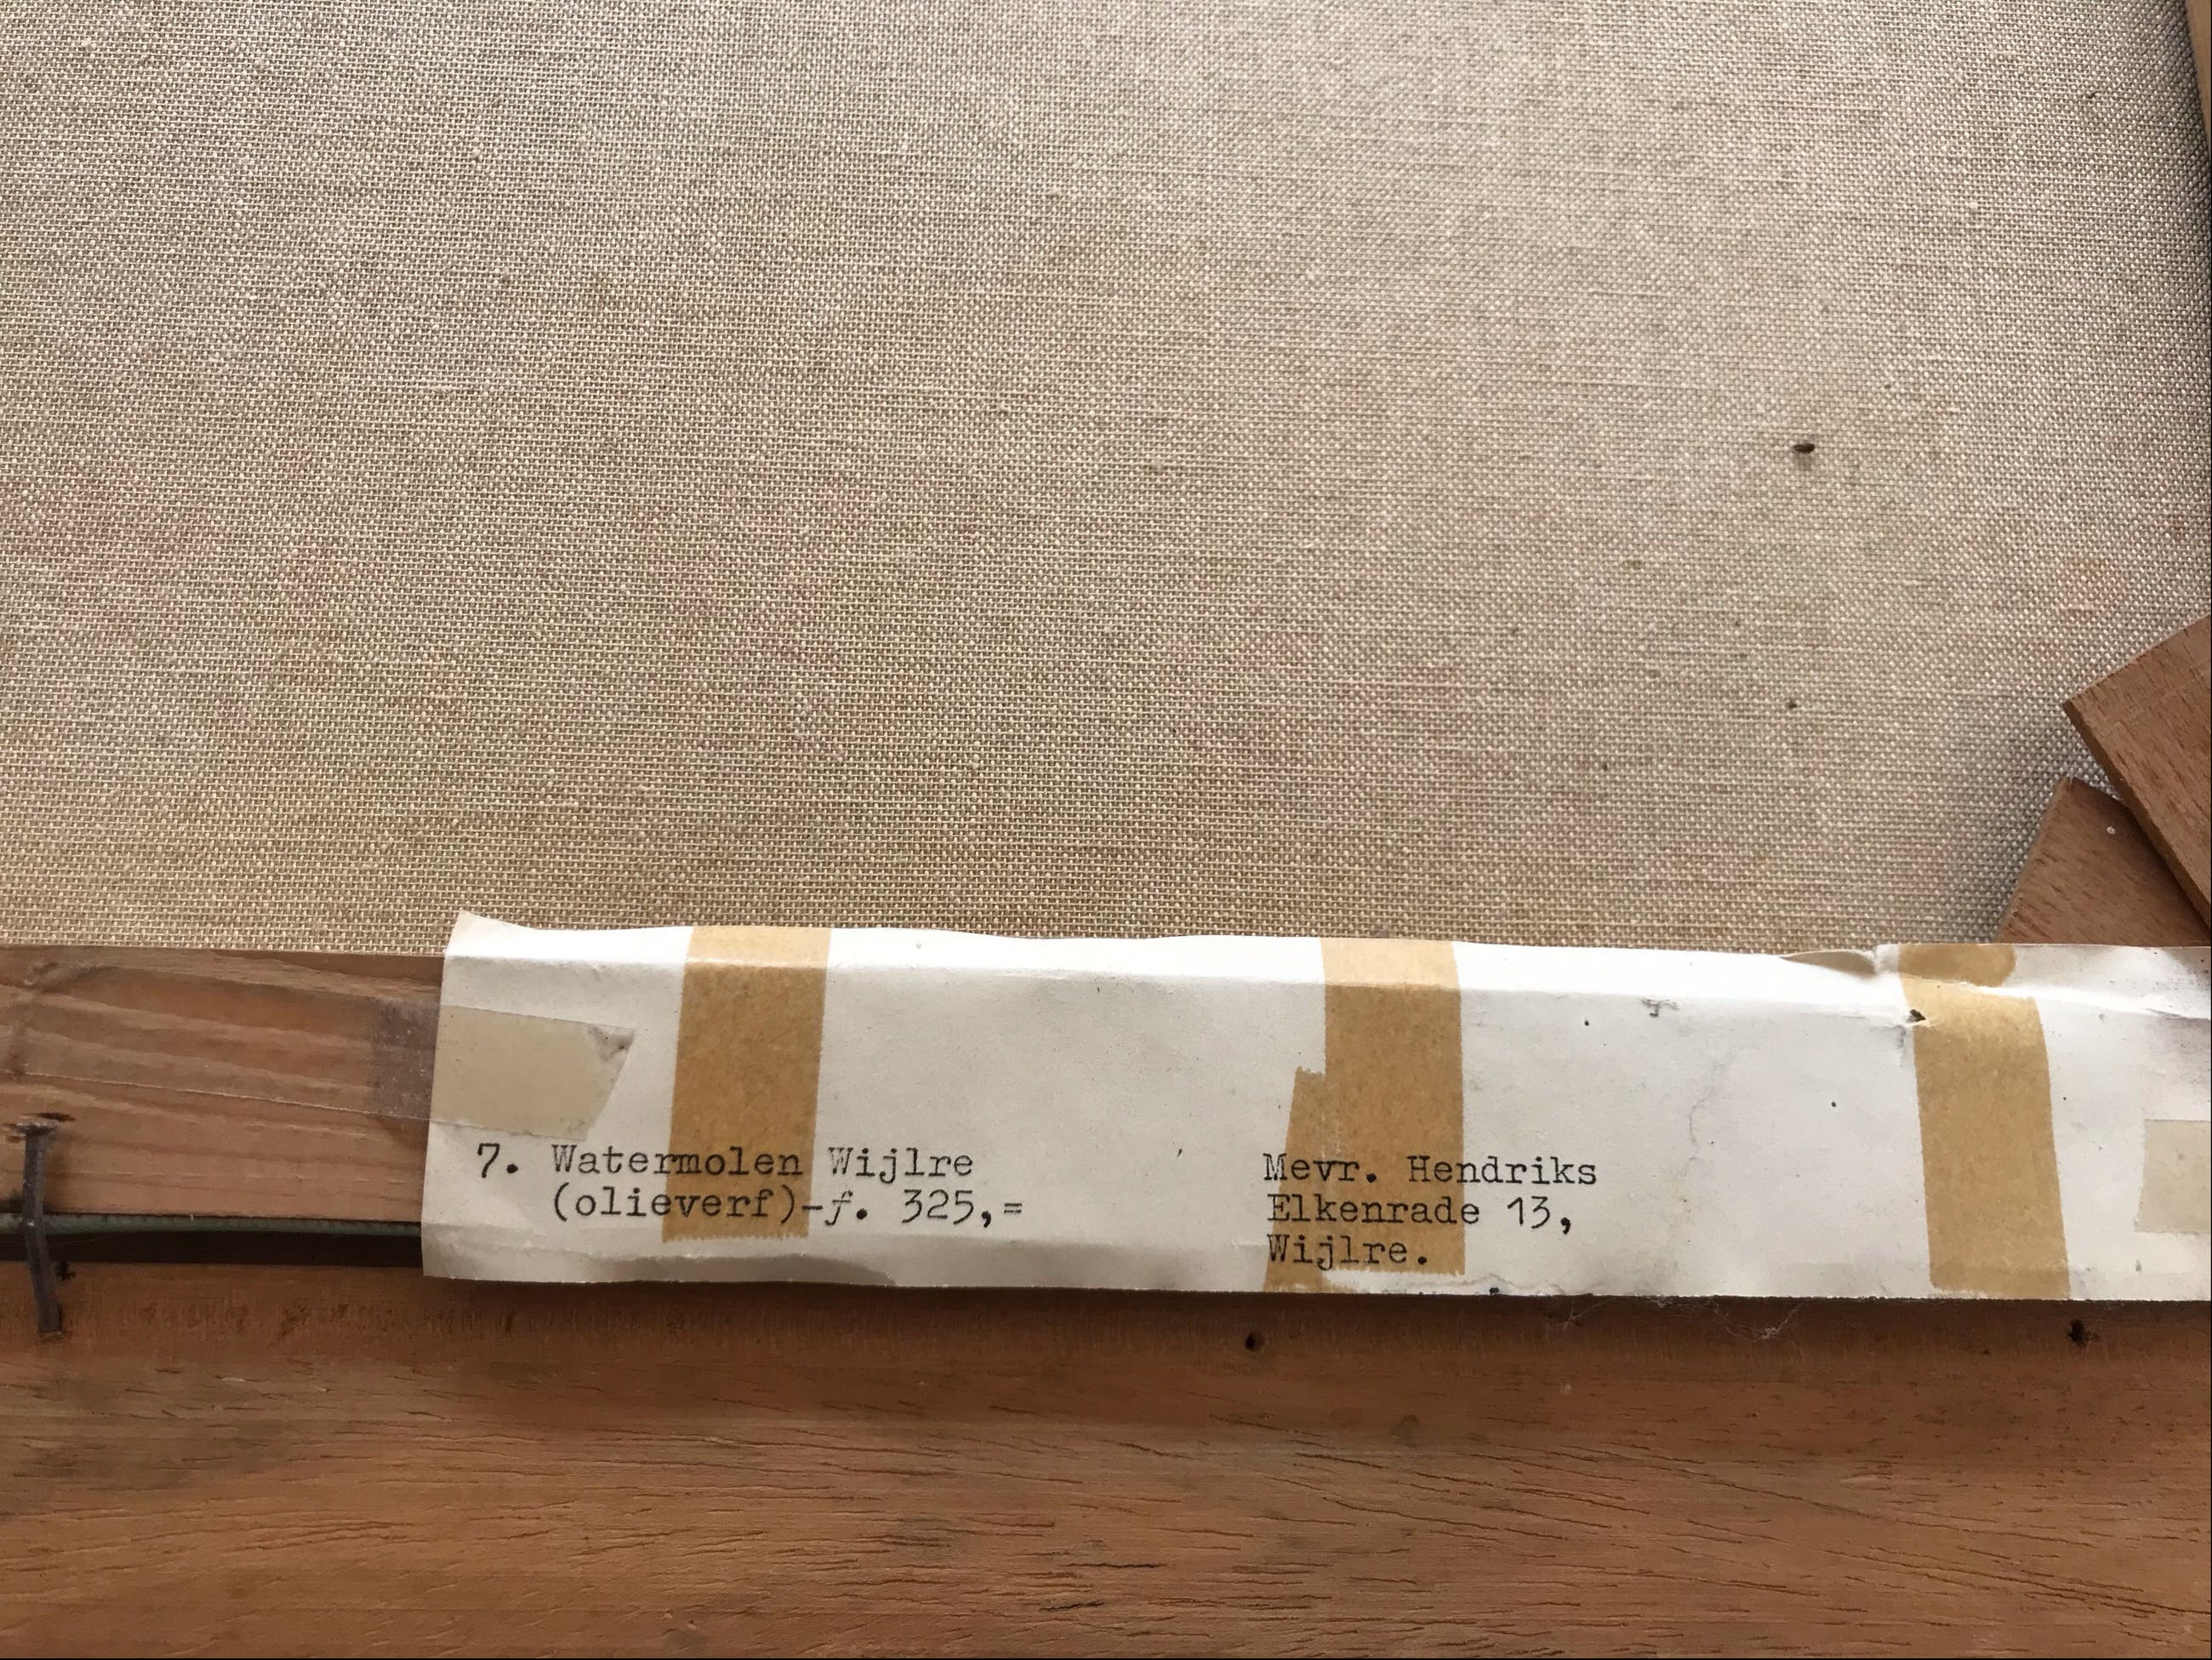 7. Watermolen Wijlre
(olieverf)-f. 325,=
Mevr. Hendriks
Elkenrade 13,
Wijlre.